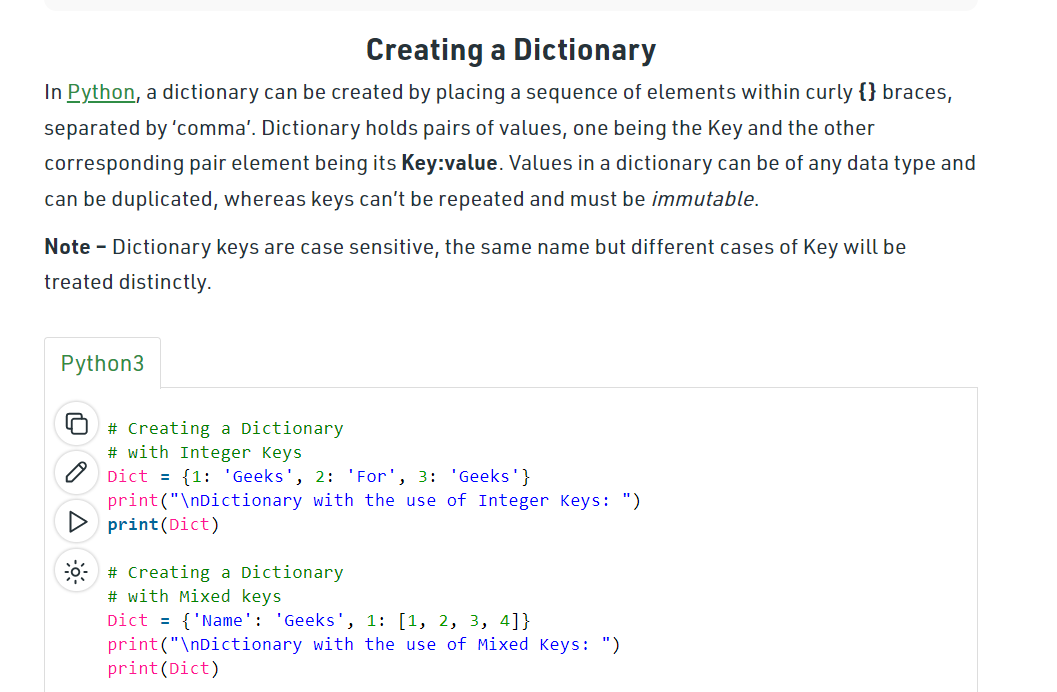 Creating a Dictionary
In Python, a dictionary can be created by placing a sequence of elements within curly {} braces,
separated by ‘comma’. Dictionary holds pairs of values, one being the Key and the other
corresponding pair element being its Key:value. Values in a dictionary can be of any data type and
can be duplicated, whereas keys can’t be repeated and must be immutable.
Note – Dictionary keys are case sensitive, the same name but different cases of Key will be
treated distinctly.
Python3
# Creating a Dictionary
# with Integer Keys
Dict = {1: 'Geeks', 2: 'For', 3: 'Geeks'}
print("\nDictionary with the use of Integer Keys: ")
print(Dict)
# Creating a Dictionary
# with Mixed keys
Dict = {'Name': 'Geeks', 1: [1, 2, 3, 4]}
print("\nDictionary with the use of Mixed Keys: ")
print(Dict)